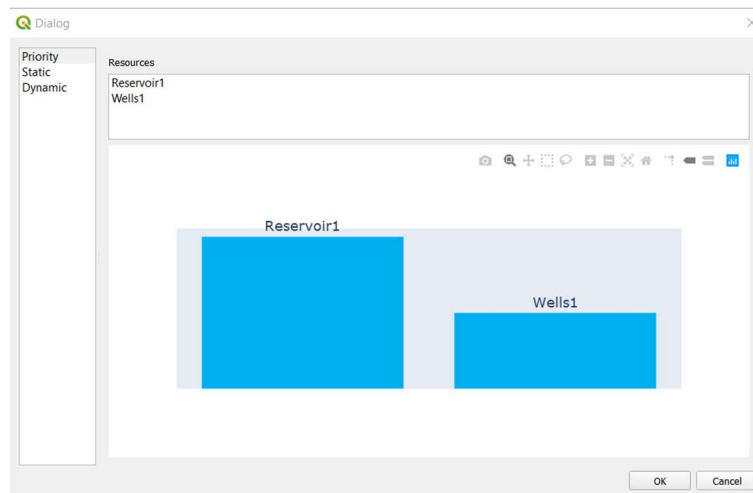 Dialog
Priority
Static
Dynamic
Resources
Reservoir1
Wells1
Reservoir1
Wells1
OK
Cancel